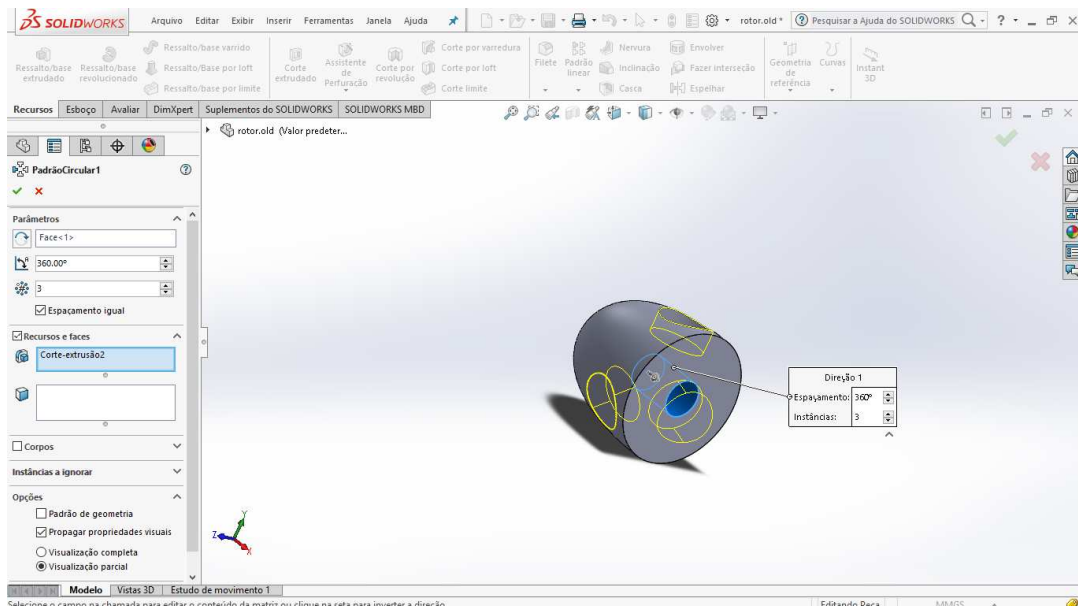 SOLIDWORKS Arquivo Editar Exibir Inserir Ferramentas Janela Ajuda rotor.old * Pesquisar a Ajuda do SOLIDWORKS
Ressalto/base extrudado
Ressalto/base revolucionado
Ressalto/base varrido
Ressalto/Base por loft
Ressalto/base por limite
Corte extrudado
Assistente de Perfuração
Corte por revolução
Corte por varredura
Corte por loft
Corte limite
Filete
Padrão linear
Nervura
Inclinação
Casca
Envolver
Fazer interseção
Espelhar
Geometria de referência
Curvas
Instant 3D
Recursos Esboço Avaliar DimXpert Suplementos do SOLIDWORKS SOLIDWORKS MBD
rotor.old (Valor predeter...
PadrãoCircular1
Parâmetros
Face<1>
360.00°
3
Espaçamento igual
Recursos e faces
Corte-extrusão2
Corpos
Instâncias a ignorar
Opções
Padrão de geometria
Propagar propriedades visuais
Visualização completa
Visualização parcial
Direção 1
Espaçamento: 360°
Instâncias: 3
Y
Z
X
Modelo Vistas 3D Estudo de movimento 1
Selecione o campo na chamada para editar o conteúdo da matriz ou clique na seta para inverter a direção. Editando Peça MMGS